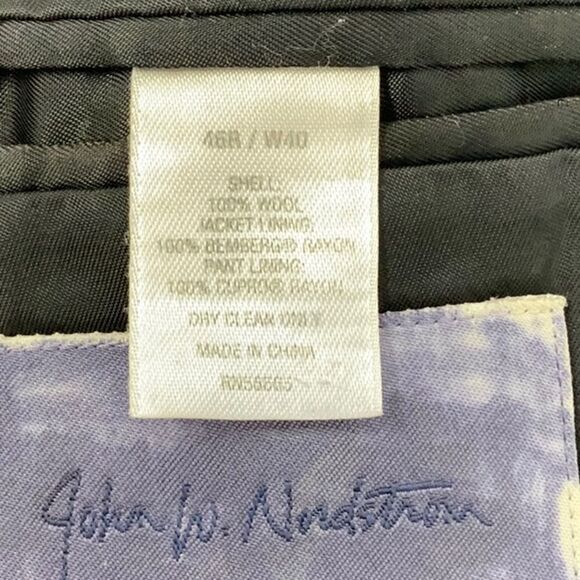 46R / W40
SHELL:
100% WOOL
JACKET LINING:
100% BEMBERG® RAYON
PANT LINING:
100% CUPRO® RAYON
DRY CLEAN ONLY
MADE IN CHINA
John W. Nordstrom